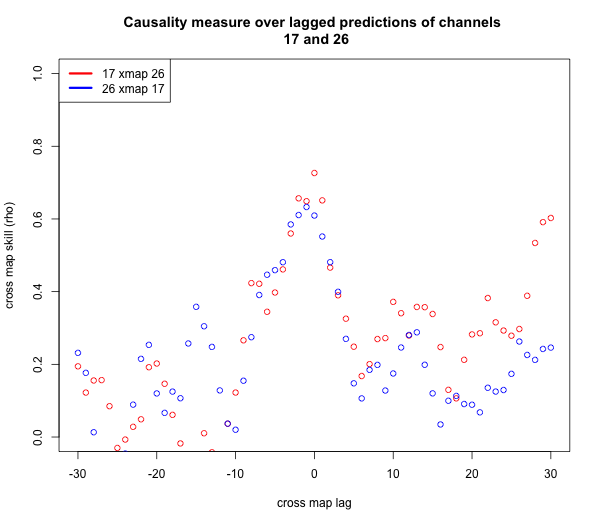 Causality measure over lagged predictions of channels
17 and 26
17 xmap 26
26 xmap 17
cross map skill (rho)
1.0
0.8
0.6
0.4
0.2
0.0
-30 -20 -10 0 10 20 30
cross map lag